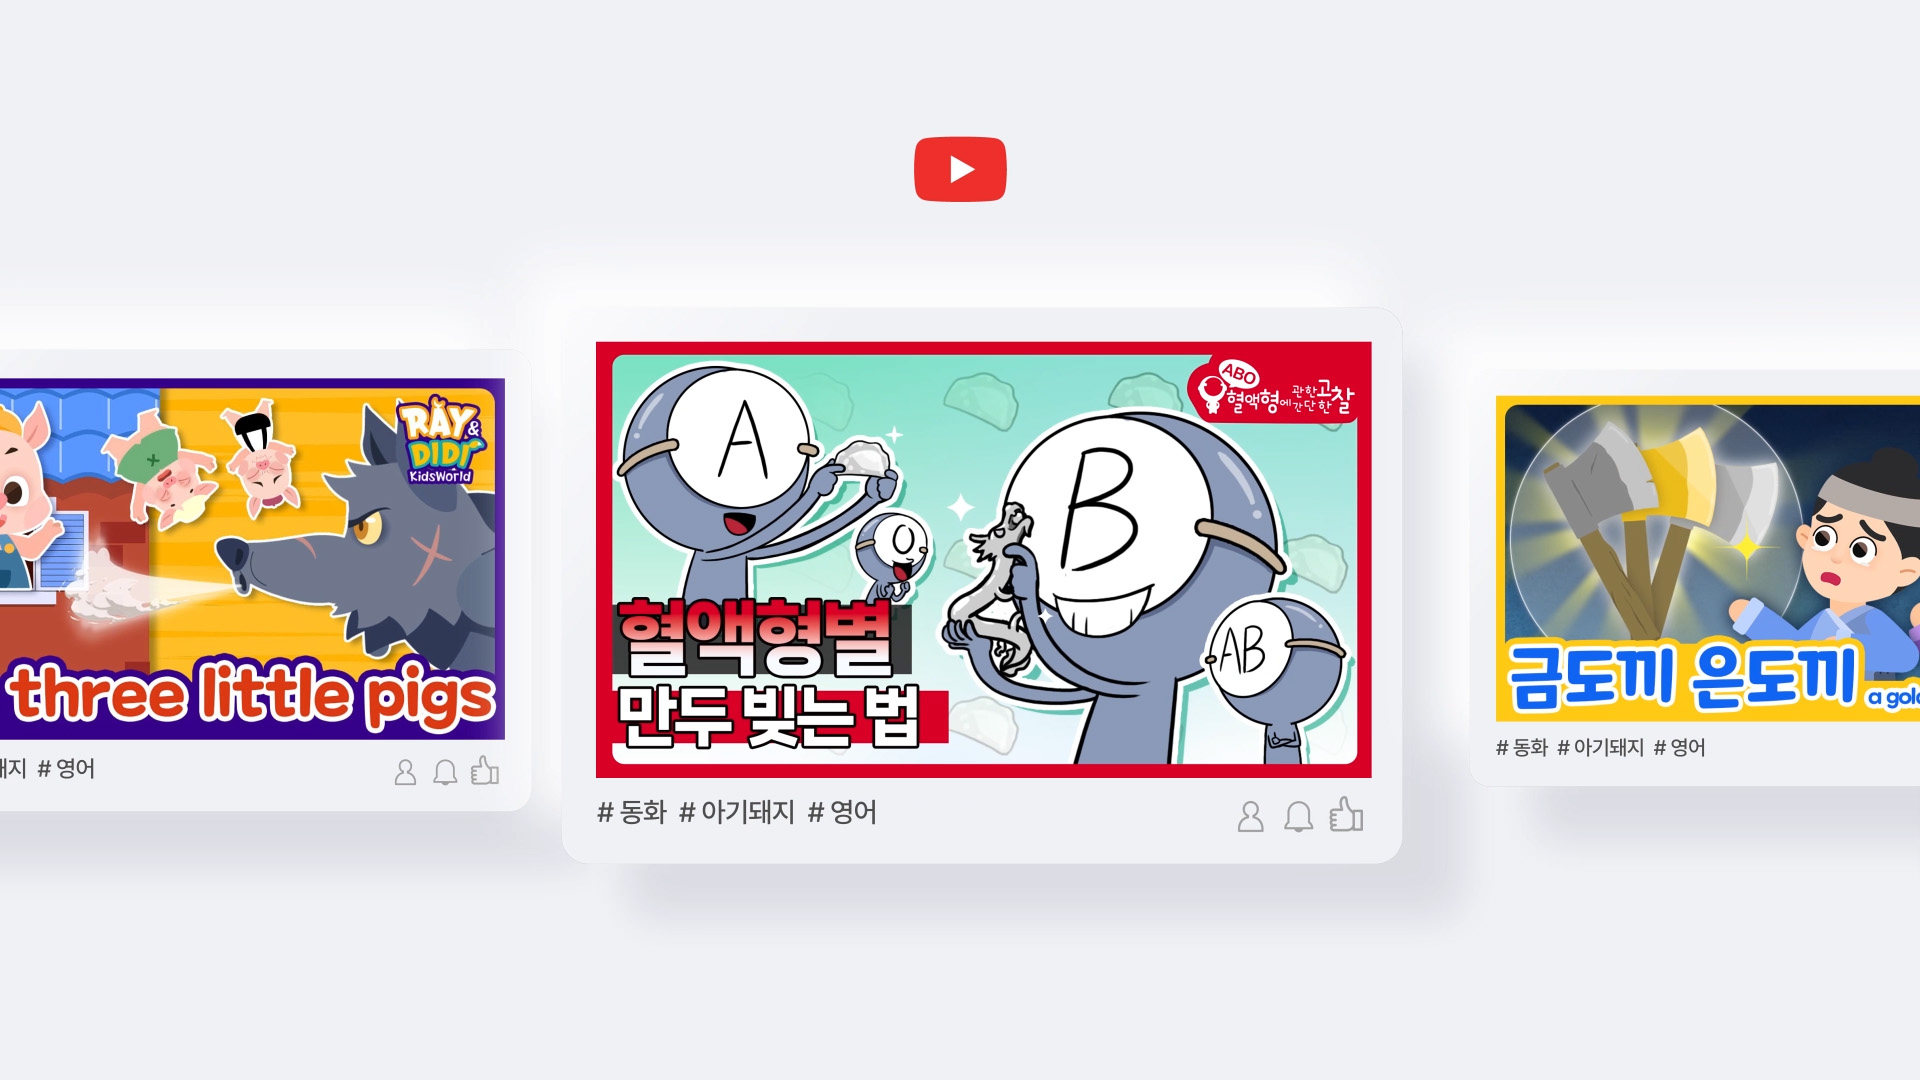 RAY & DIDI
KidsWorld
three little pigs
돼지 # 영어
A
O
B
AB
ABO
혈액형에 관한 간단한 고찰
혈액형별
만두 빚는 법
# 동화 # 아기돼지 # 영어
금도끼 은도끼 a gold
# 동화 # 아기돼지 # 영어